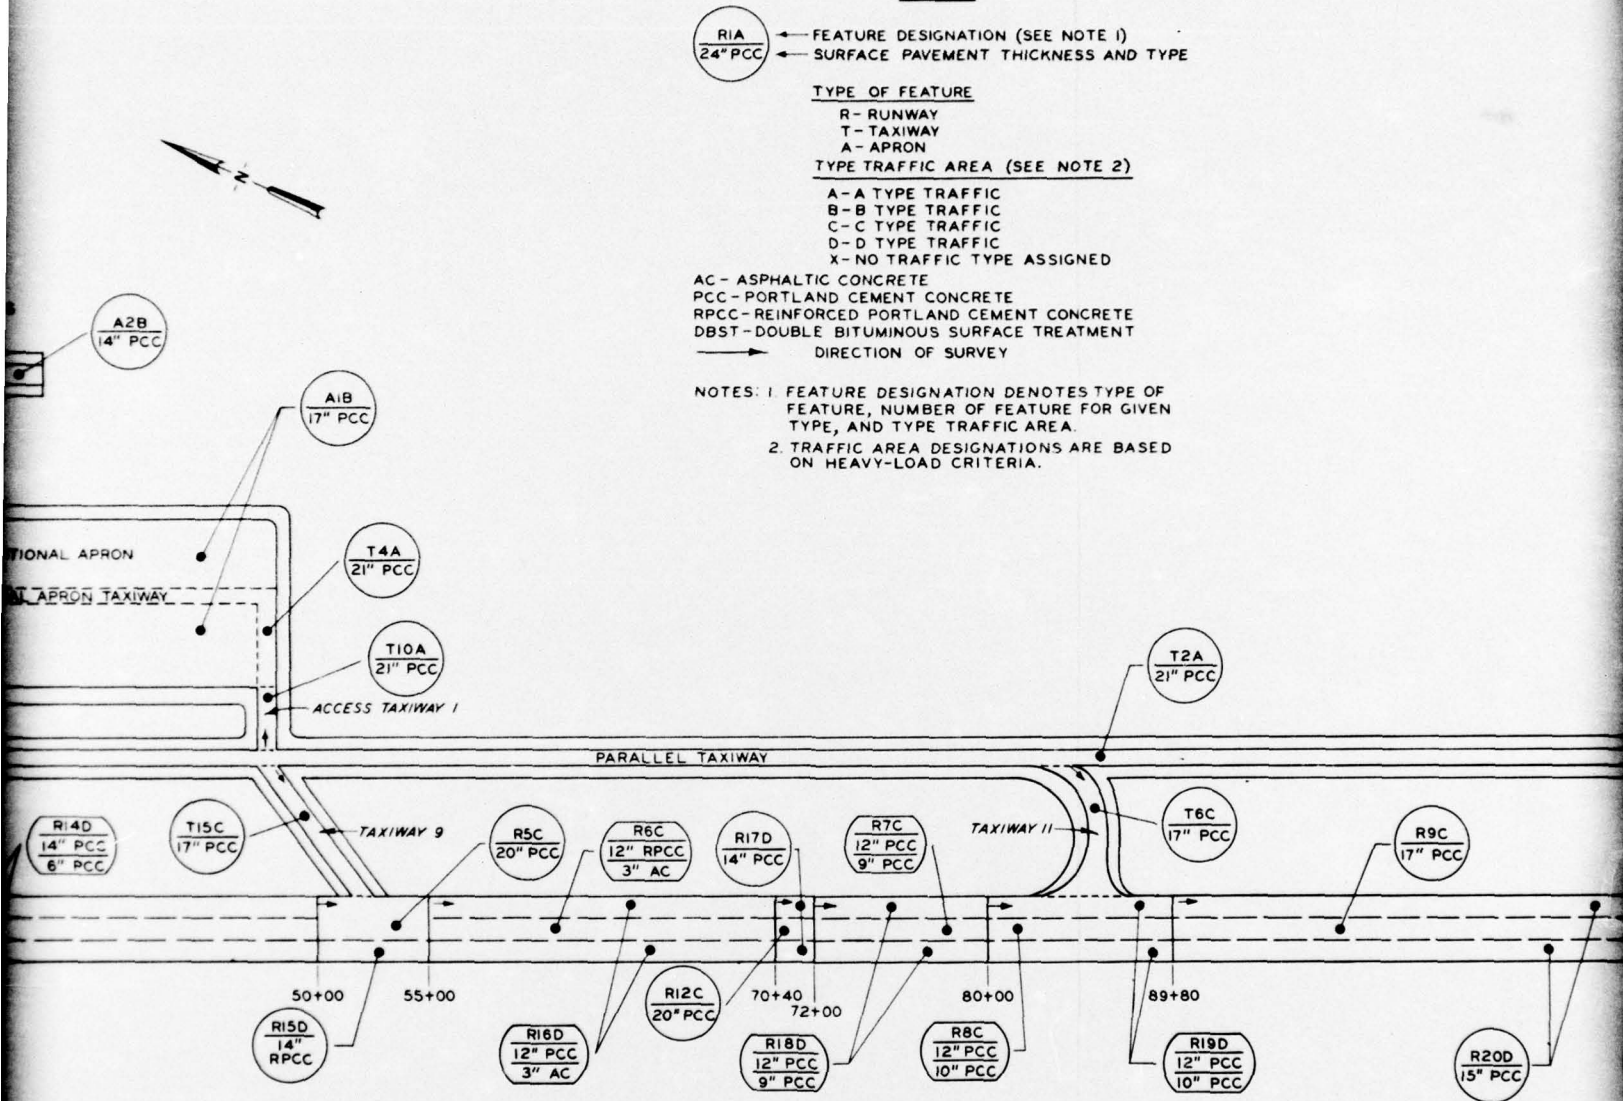 R1A
24" PCC
FEATURE DESIGNATION (SEE NOTE 1)
SURFACE PAVEMENT THICKNESS AND TYPE
TYPE OF FEATURE
R- RUNWAY
T- TAXIWAY
A- APRON
TYPE TRAFFIC AREA (SEE NOTE 2)
A-A TYPE TRAFFIC
B-B TYPE TRAFFIC
C-C TYPE TRAFFIC
D-D TYPE TRAFFIC
X-NO TRAFFIC TYPE ASSIGNED
AC- ASPHALTIC CONCRETE
PCC-PORTLAND CEMENT CONCRETE
RPCC-REINFORCED PORTLAND CEMENT CONCRETE
DBST-DOUBLE BITUMINOUS SURFACE TREATMENT
DIRECTION OF SURVEY
NOTES: 1. FEATURE DESIGNATION DENOTES TYPE OF
FEATURE, NUMBER OF FEATURE FOR GIVEN
TYPE, AND TYPE TRAFFIC AREA.
2. TRAFFIC AREA DESIGNATIONS ARE BASED
ON HEAVY-LOAD CRITERIA.
N
A2B
14" PCC
A1B
17" PCC
TIONAL APRON
APRON TAXIWAY
T4A
21" PCC
T10A
21" PCC
ACCESS TAXIWAY 1
T2A
21" PCC
PARALLEL TAXIWAY
R14D
14" PCC
6" PCC
T15C
17" PCC
TAXIWAY 9
R5C
20" PCC
R6C
12" RPCC
3" AC
R17D
14" PCC
R7C
12" PCC
9" PCC
TAXIWAY 11
T6C
17" PCC
R9C
17" PCC
50+00
55+00
70+40
72+00
80+00
89+80
R15D
14"
RPCC
R16D
12" PCC
3" AC
R12C
20" PCC
R18D
12" PCC
9" PCC
R8C
12" PCC
10" PCC
R19D
12" PCC
10" PCC
R20D
15" PCC